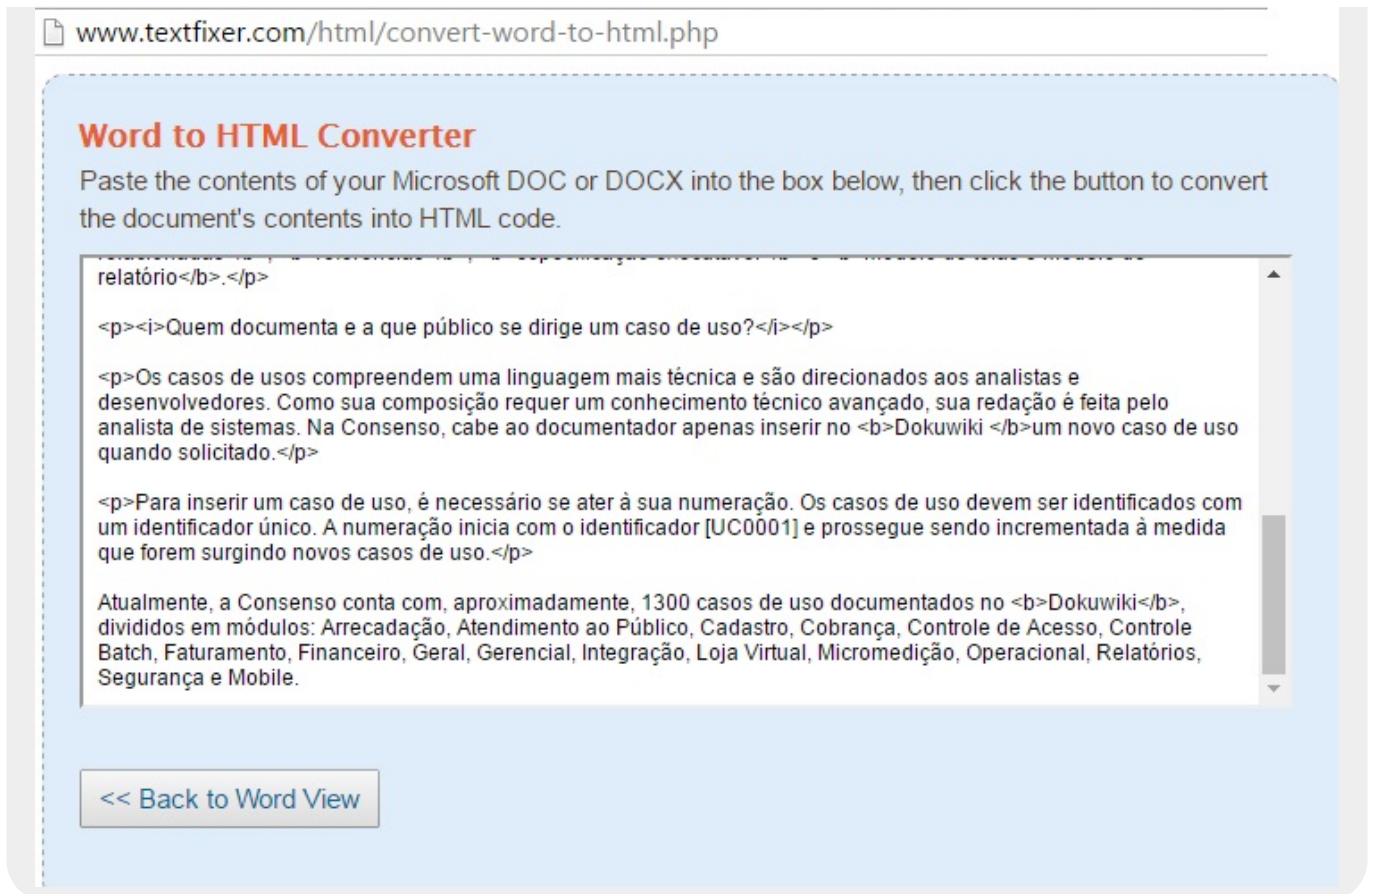 www.textfixer.com/html/convert-word-to-html.php
Word to HTML Converter
Paste the contents of your Microsoft DOC or DOCX into the box below, then click the button to convert
the document's contents into HTML code.
relatório</b>.</p>
<p><i>Quem documenta e a que público se dirige um caso de uso?</i></p>
<p>Os casos de usos compreendem uma linguagem mais técnica e são direcionados aos analistas e
desenvolvedores. Como sua composição requer um conhecimento técnico avançado, sua redação é feita pelo
analista de sistemas. Na Consenso, cabe ao documentador apenas inserir no <b>Dokuwiki </b>um novo caso de uso
quando solicitado.</p>
<p>Para inserir um caso de uso, é necessário se ater à sua numeração. Os casos de uso devem ser identificados com
um identificador único. A numeração inicia com o identificador [UC0001] e prossegue sendo incrementada à medida
que forem surgindo novos casos de uso.</p>
Atualmente, a Consenso conta com, aproximadamente, 1300 casos de uso documentados no <b>Dokuwiki</b>,
divididos em módulos: Arrecadação, Atendimento ao Público, Cadastro, Cobrança, Controle de Acesso, Controle
Batch, Faturamento, Financeiro, Geral, Gerencial, Integração, Loja Virtual, Micromedição, Operacional, Relatórios,
Segurança e Mobile.
<< Back to Word View